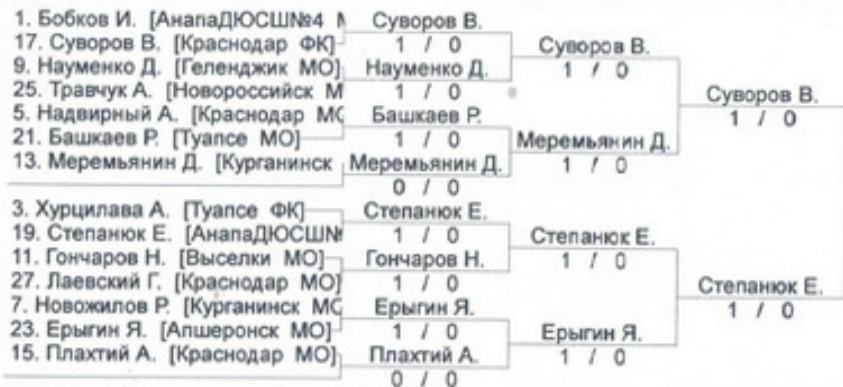 1. Бобков И. [АнапаДЮСШ№4
17. Суворов В. [Краснодар ФК]
9. Науменко Д. [Геленджик МО]
25. Травчук А. [Новороссийск М
5. Надвирный А. [Краснодар МО
21. Башкаев Р. [Туапсе МО]
13. Меремьянин Д. [Курганинск
3. Хурцилава А. [Туапсе ФК]
19. Степанюк Е. [АнапаДЮСШ№
11. Гончаров Н. [Выселки МО]
27. Лаевский Г. [Краснодар МО]
7. Новожилов Р. [Курганинск МО
23. Ерыгин Я. [Апшеронск МО]
15. Плахтий А. [Краснодар МО]
Суворов В.
1 / 0
Науменко Д.
1 / 0
Башкаев Р.
1 / 0
Меремьянин Д.
0 / 0
Степанюк Е.
1 / 0
Гончаров Н.
1 / 0
Ерыгин Я.
1 / 0
Плахтий А.
0 / 0
Суворов В.
1 / 0
Меремьянин Д.
1 / 0
Степанюк Е.
1 / 0
Ерыгин Я.
1 / 0
Суворов В.
1 / 0
Степанюк Е.
1 / 0